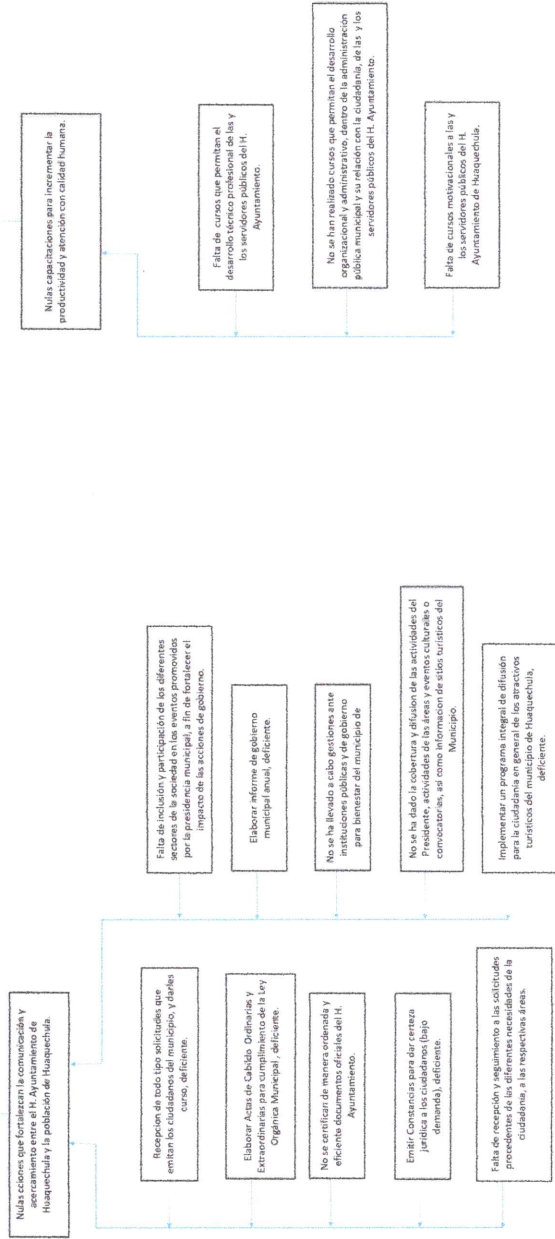 Nulas cciones que fortalezcan la comunicación y
acercamiento entre el H. Ayuntamiento de
Huaquechula y la población de Huaquechula.
Recepcion de todo tipo solicitudes que
emitan los ciudadanos del municipio, y darles
curso, deficiente.
Elaborar Actas de Cabildo Ordinarias y
Extraordinarias para cumplimiento de la Ley
Orgánica Municipal , deficiente.
No se certifican de manera ordenada y
eficiente documentos oficiales del H.
Ayuntamiento.
Emitir Constancias para dar certeza
jurídica a los ciudadanos (bajo
demanda), deficiente.
Falta de recepción y seguimiento a las solicitudes
procedentes de las diferentes necesidades de la
ciudadanía, a las respectivas áreas.
Falta de inclusión y participación de los diferentes
sectores de la sociedad en los eventos promovidos
por la presidencia municipal, a fin de fortalecer el
impacto de las acciones de gobierno.
Elaborar informe de gobierno
municipal anual, deficiente.
No se ha llevado a cabo gestiones ante
instituciones públicas y de gobierno
para bienestar del municipio de
No se ha dado la cobertura y difusion de las actividades del
Presidente, actividades de las áreas y eventos culturales o
convocatorias, asi como informacion de sitios turísticos del
Municipio.
Implementar un programa integral de difusión
para la ciudadanía en general de los atractivos
turísticos del municipio de Huaquechula,
deficiente.
Nulas capacitaciones para incrementar la
productividad y atención con calidad humana.
Falta de cursos que permitan el
desarrollo técnico profesional de las y
los servidores públicos del H.
Ayuntamiento.
No se han realizado cursos que permitan el desarrollo
organizacional y administrativo, dentro de la administración
pública municipal y su relación con la ciudadanía, de las y los
servidores públicos del H. Ayuntamiento.
Falta de cursos motivacionales a las y
los servidores públicos del H.
Ayuntamiento de Huaquechula.